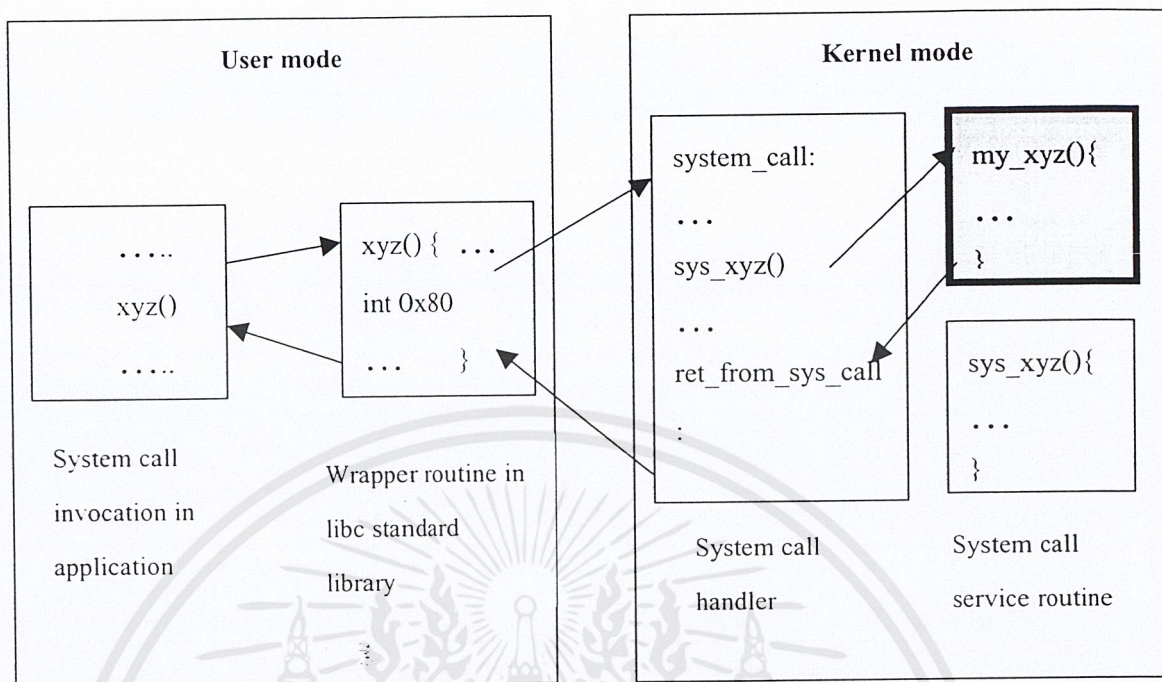 User mode
…..
xyz()
…..
System call
invocation in
application
xyz() { ...
int 0x80
... }
Wrapper routine in
libc standard
library
Kernel mode
system_call:
...
sys_xyz()
...
ret_from_sys_call
:
System call
handler
my_xyz(){
...
}
sys_xyz(){
...
}
System call
service routine